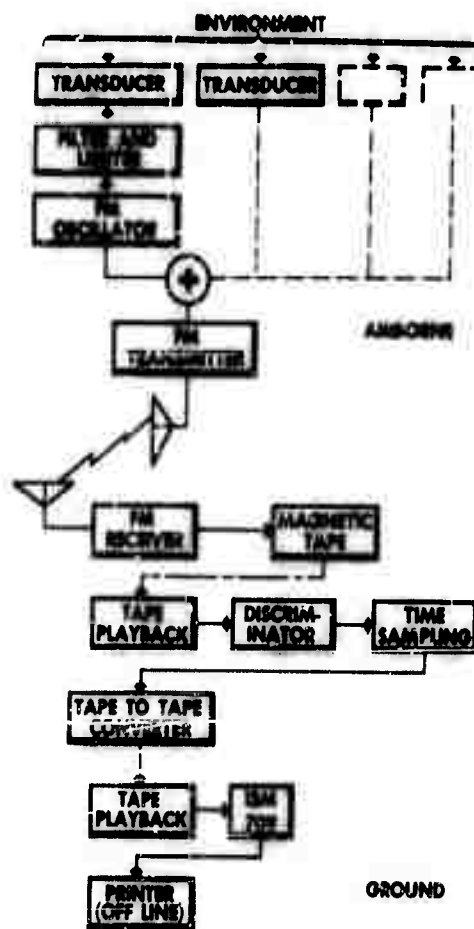 ENVIRONMENT
TRANSDUCER TRANSDUCER
FILTER AND
LIMITER
FM
OSCILLATOR
+
AIRBORNE
FM
TRANSMITTER
FM
RECEIVER
MAGNETIC
TAPE
TAPE
PLAYBACK
DISCRIM-
INATOR
TIME
SAMPLING
TAPE TO TAPE
CONVERTER
TAPE
PLAYBACK
IBM
PRINTER
(OFF LINE)
GROUND